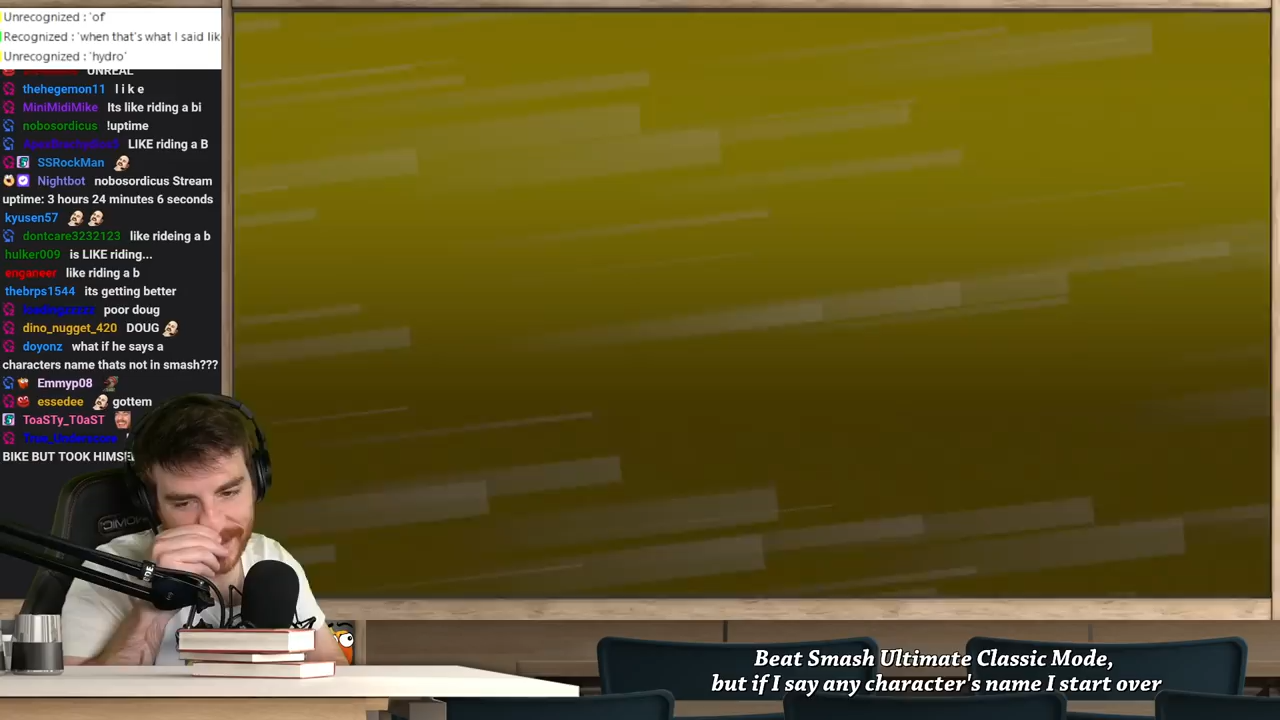 Unrecognized : 'of'
Recognized : 'when that's what I said lik
Unrecognized : 'hydro'
UNREAL
thehegemon11 l i k e
MiniMidiMike Its like riding a bi
nobosordicus !uptime
LIKE riding a B
SSRockMan
Nightbot nobosordicus Stream
uptime: 3 hours 24 minutes 6 seconds
kyusen57
dontcare3232123 like rideing a b
hulker009 is LIKE riding...
enganeer like riding a b
thebrps1544 its getting better
poor doug
dino_nugget_420 DOUG
doyonz what if he says a
characters name thats not in smash???
Emmyp08
essedee gottem
ToaSTy_T0aST
BIKE BUT TOOK
Beat Smash Ultimate Classic Mode,
but if I say any character's name I start over